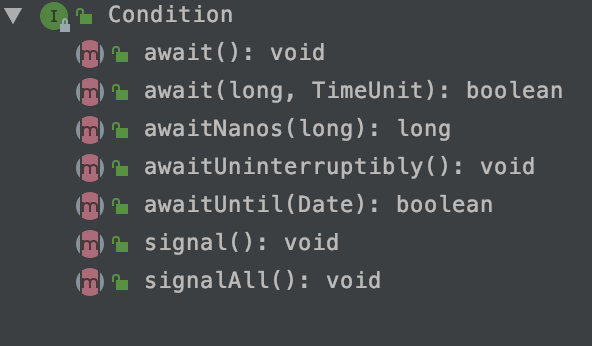 I Condition
m await(): void
m await(long, TimeUnit): boolean
m awaitNanos(long): long
m awaitUninterruptibly(): void
m awaitUntil(Date): boolean
m signal(): void
m signalAll(): void